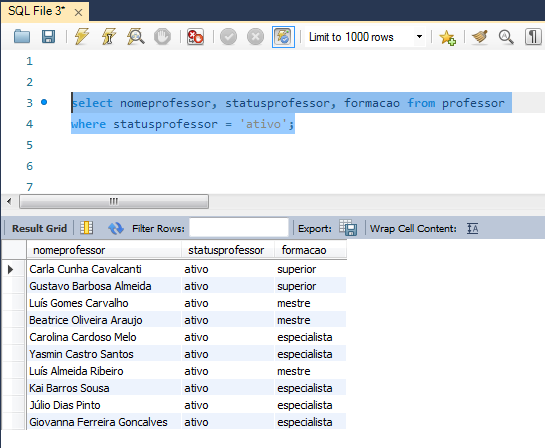 SQL File 3*
Limit to 1000 rows
1
2
3 select nomeprofessor, statusprofessor, formacao from professor
4 where statusprofessor = 'ativo';
5
6
7
Result Grid Filter Rows: Export: Wrap Cell Content:
nomeprofessor statusprofessor formacao
Carla Cunha Cavalcanti ativo superior
Gustavo Barbosa Almeida ativo superior
Luís Gomes Carvalho ativo mestre
Beatrice Oliveira Araujo ativo mestre
Carolina Cardoso Melo ativo especialista
Yasmin Castro Santos ativo especialista
Luís Almeida Ribeiro ativo mestre
Kai Barros Sousa ativo especialista
Júlio Dias Pinto ativo especialista
Giovanna Ferreira Goncalves ativo especialista